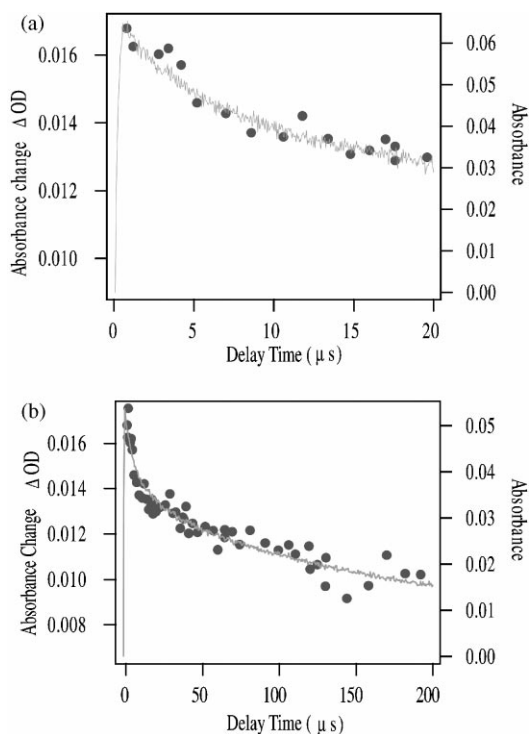 (a)
0.016
0.014
0.012
0.010
Absorbance change Δ OD
0.06
0.05
0.04
0.03
0.02
0.01
0.00
Absorbance
0 5 10 15 20
Delay Time ( μ s)
(b)
0.016
0.014
0.012
0.010
0.008
Absorbance Change Δ OD
0.05
0.04
0.03
0.02
0.01
0.00
Absorbance
0 50 100 150 200
Delay Time ( μ s)